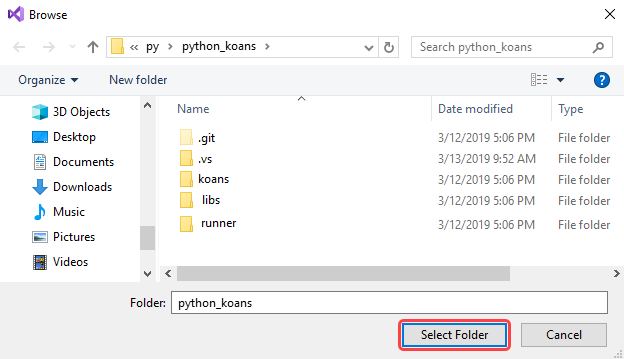 Browse
« py › python_koans ›
Search python_koans
Organize New folder
Name Date modified Type
3D Objects
Desktop
Documents
Downloads
Music
Pictures
Videos
.git 3/12/2019 5:06 PM File folder
.vs 3/13/2019 9:52 AM File folder
koans 3/12/2019 5:06 PM File folder
libs 3/12/2019 5:06 PM File folder
runner 3/12/2019 5:06 PM File folder
Folder: python_koans
Select Folder Cancel